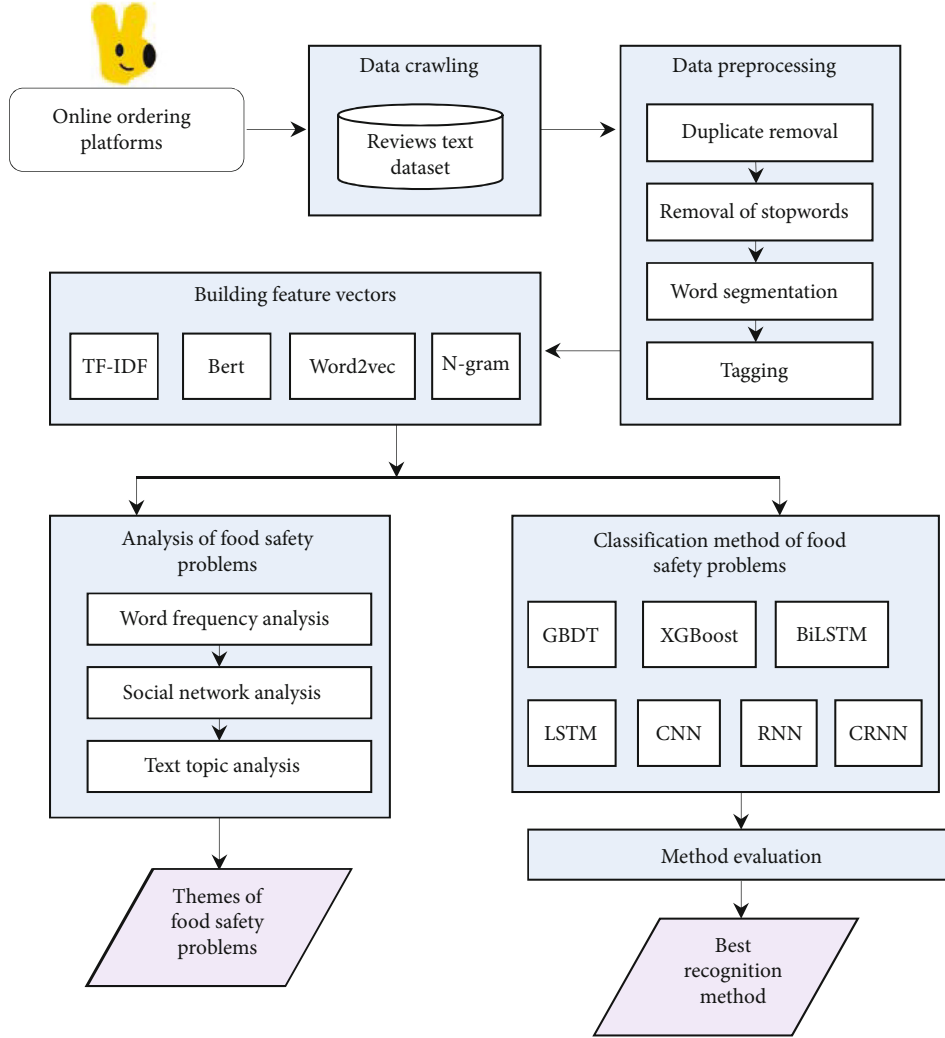 Online ordering
platforms
Data crawling
Reviews text
dataset
Data preprocessing
Duplicate removal
Removal of stopwords
Word segmentation
Tagging
Building feature vectors
TF-IDF
Bert
Word2vec
N-gram
Analysis of food safety
problems
Word frequency analysis
Social network analysis
Text topic analysis
Themes of
food safety
problems
Classification method of food
safety problems
GBDT
XGBoost
BiLSTM
LSTM
CNN
RNN
CRNN
Method evaluation
Best
recognition
method